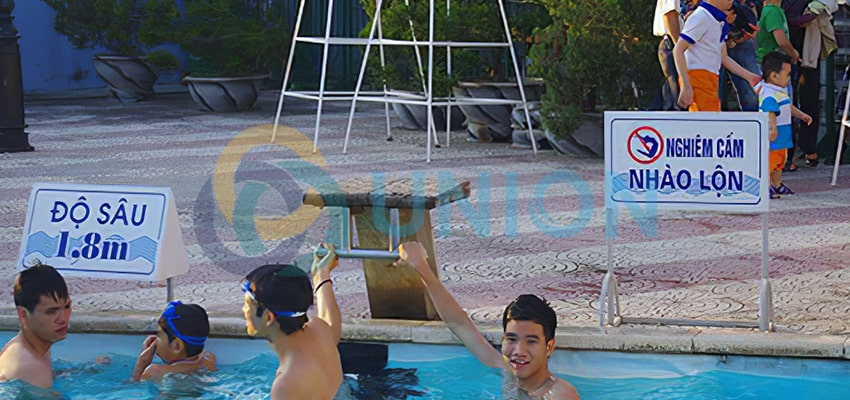 ĐỘ SÂU
1,8m
UNION
NGHIÊM CẤM
NHÀO LỘN